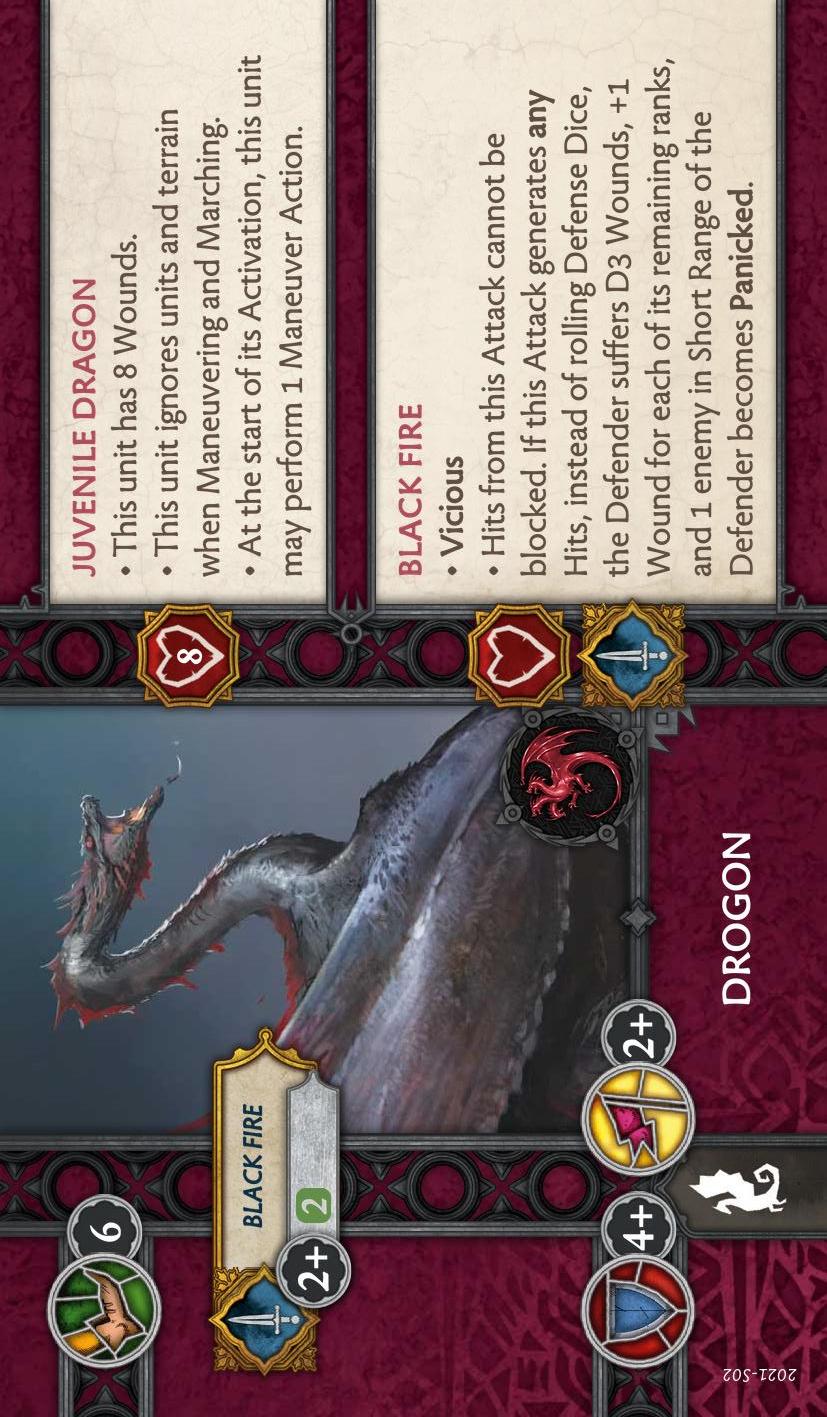 6
BLACK FIRE
2+
2
4+
2+
DROGON
2021-S02
8
JUVENILE DRAGON
• This unit has 8 Wounds.
• This unit ignores units and terrain
when Maneuvering and Marching.
• At the start of its Activation, this unit
may perform 1 Maneuver Action.
BLACK FIRE
• Vicious
• Hits from this Attack cannot be
blocked. If this Attack generates any
Hits, instead of rolling Defense Dice,
the Defender suffers D3 Wounds, +1
Wound for each of its remaining ranks,
and 1 enemy in Short Range of the
Defender becomes Panicked.